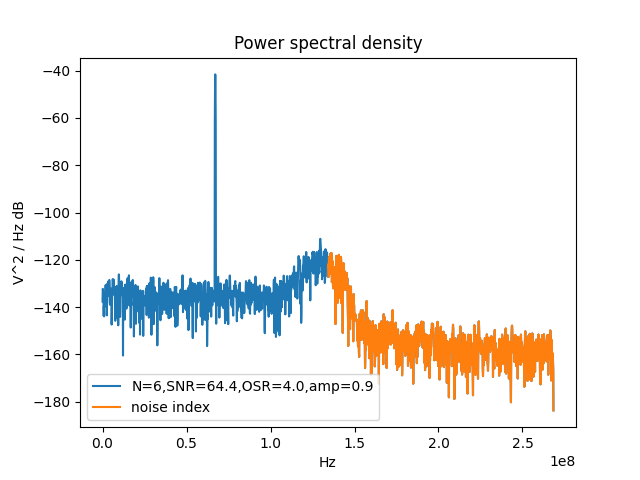 Power spectral density
V^2 / Hz dB
−40
−60
−80
−100
−120
−140
−160
−180
N=6,SNR=64.4,OSR=4.0,amp=0.9
noise index
0.0 0.5 1.0 1.5 2.0 2.5
1e8
Hz